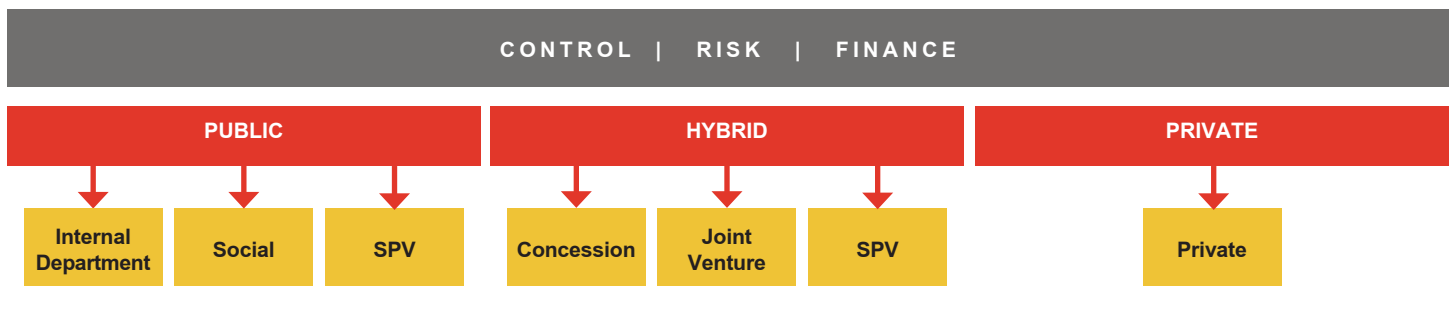 CONTROL | RISK | FINANCE
PUBLIC
HYBRID
PRIVATE
Internal
Department
Social
SPV
Concession
Joint
Venture
SPV
Private